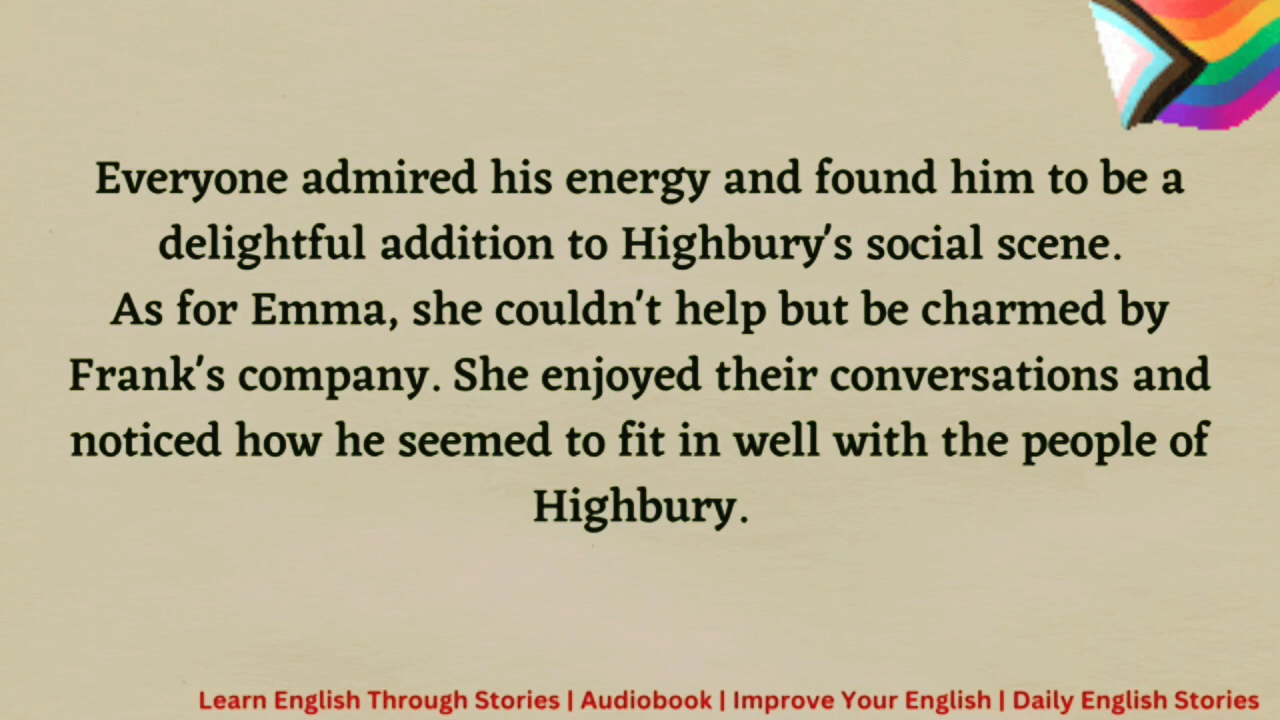 Everyone admired his energy and found him to be a
delightful addition to Highbury's social scene.
As for Emma, she couldn't help but be charmed by
Frank's company. She enjoyed their conversations and
noticed how he seemed to fit in well with the people of
Highbury.
Learn English Through Stories | Audiobook | Improve Your English | Daily English Stories